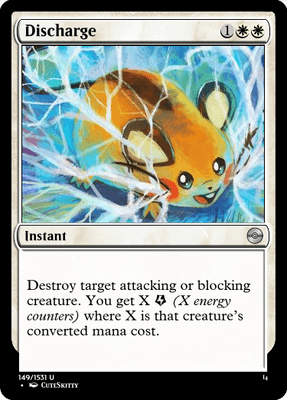 Discharge 1
Instant
Destroy target attacking or blocking
creature. You get X (X energy
counters) where X is that creature's
converted mana cost.
149/1531 U
CuteSkitty